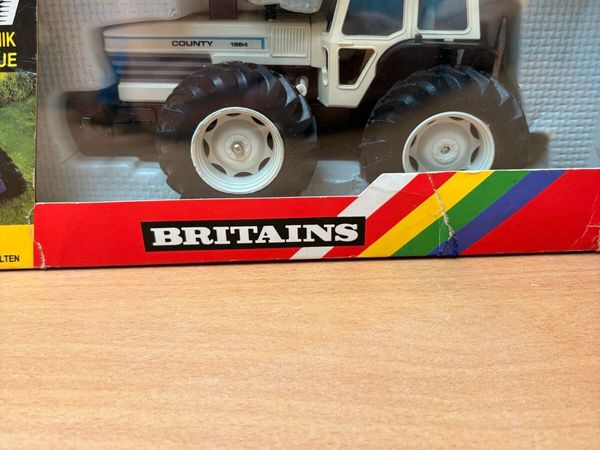 NIK
UE
COUNTY 1884
BRITAINS
LTEN